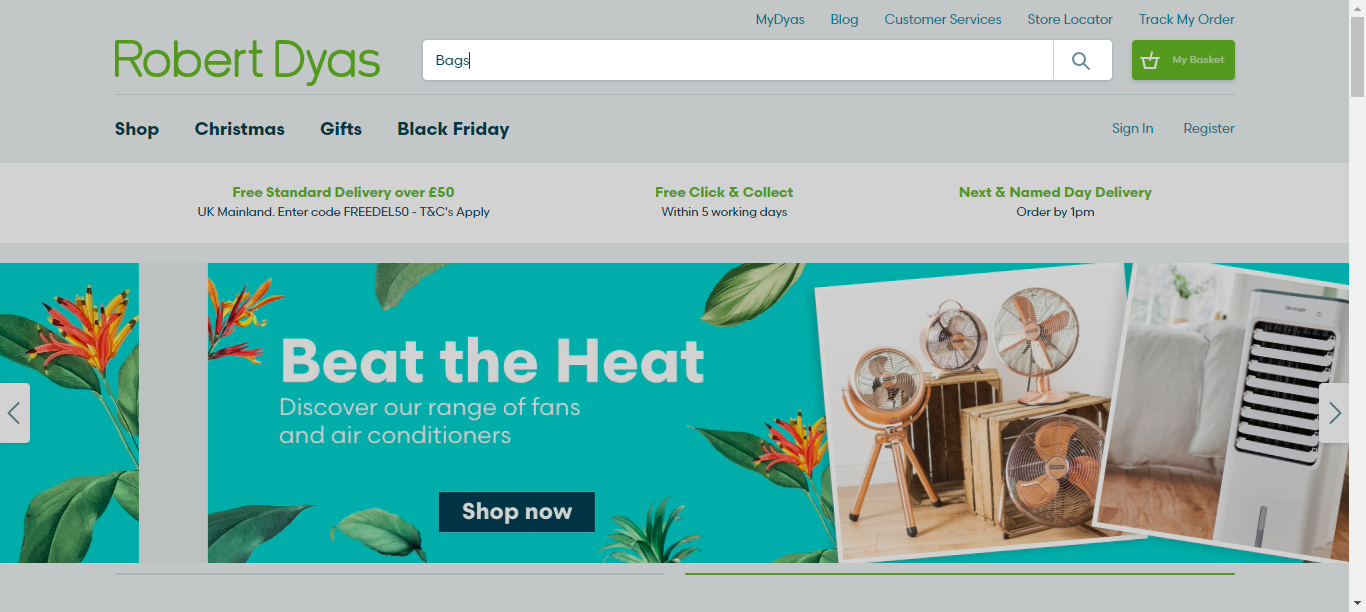 MyDyas Blog Customer Services Store Locator Track My Order
Robert Dyas
Bags
My Basket
Shop Christmas Gifts Black Friday
Sign In Register
Free Standard Delivery over £50
UK Mainland. Enter code FREEDEL50 - T&C's Apply
Free Click & Collect
Within 5 working days
Next & Named Day Delivery
Order by 1pm
Beat the Heat
Discover our range of fans
and air conditioners
Shop now